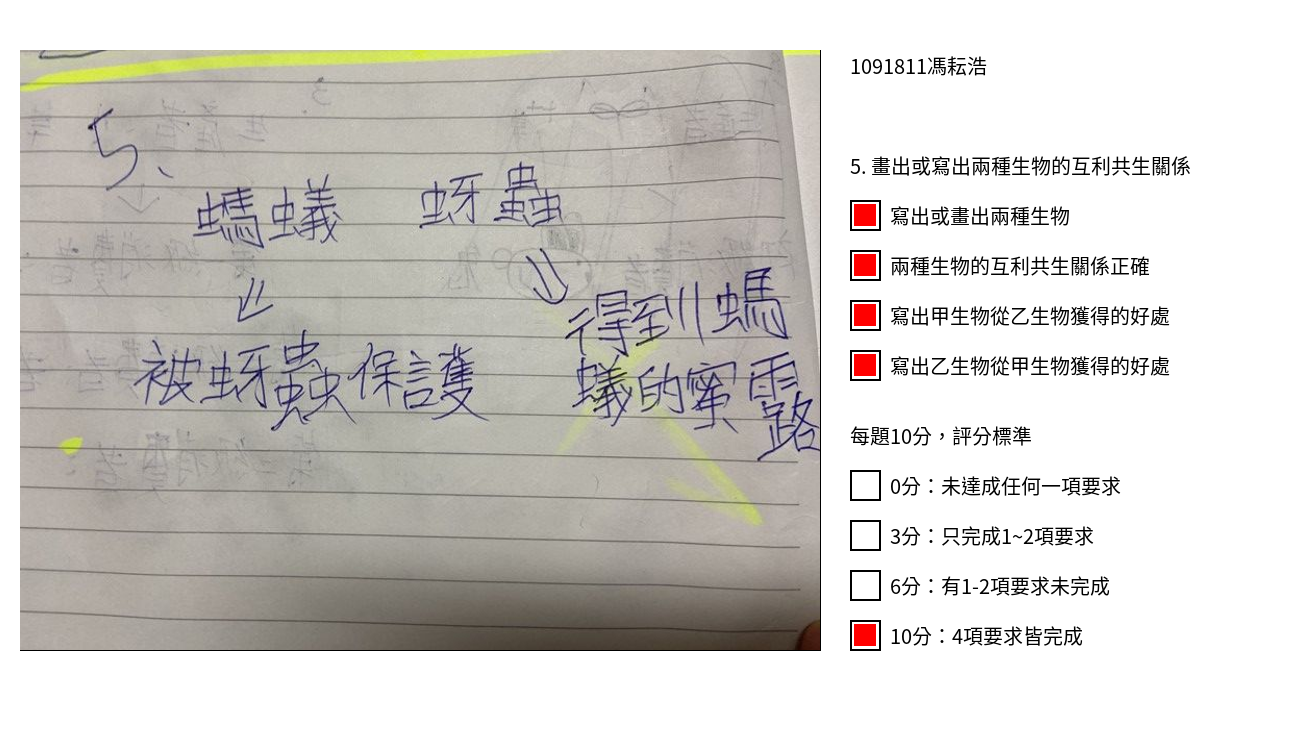 5、
螞蟻 蚜蟲
被蚜蟲保護
得到螞
蟻的蜜露
1091811馮耘浩
5. 畫出或寫出兩種生物的互利共生關係
寫出或畫出兩種生物
兩種生物的互利共生關係正確
寫出甲生物從乙生物獲得的好處
寫出乙生物從甲生物獲得的好處
每題10分，評分標準
0分：未達成任何一項要求
3分：只完成1~2項要求
6分：有1-2項要求未完成
10分：4項要求皆完成